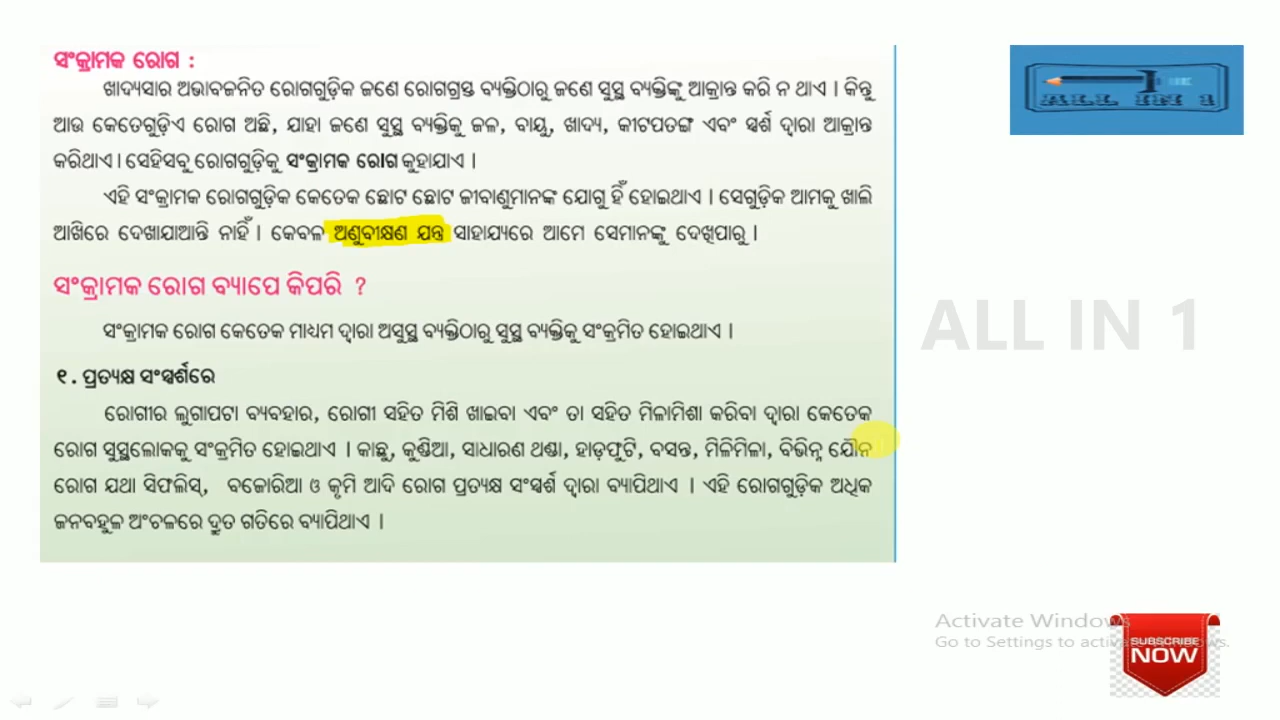 ସଂକ୍ରାମକ ରୋଗ :
ଖାଦ୍ୟସାର ଅଭାବଜନିତ ରୋଗଗୁଡ଼ିକ ଜଣେ ରୋଗଗ୍ରସ୍ତ ବ୍ୟକ୍ତିଠାରୁ ଜଣେ ସୁସ୍ଥ ବ୍ୟକ୍ତିଙ୍କୁ ଆକ୍ରାନ୍ତ କରି ନ ଥାଏ । କିନ୍ତୁ
ଆଉ କେତେଗୁଡ଼ିଏ ରୋଗ ଅଛି, ଯାହା ଜଣେ ସୁସ୍ଥ ବ୍ୟକ୍ତିକୁ ଜଳ, ବାୟୁ, ଖାଦ୍ୟ, କୀଟପତଙ୍ଗ ଏବଂ ସ୍ପର୍ଶ ଦ୍ୱାରା ଆକ୍ରାନ୍ତ
କରିଥାଏ । ସେହିସବୁ ରୋଗଗୁଡ଼ିକୁ ସଂକ୍ରାମକ ରୋଗ କୁହାଯାଏ ।
ଏହି ସଂକ୍ରାମକ ରୋଗଗୁଡ଼ିକ କେତେକ ଛୋଟ ଛୋଟ ଜୀବାଣୁମାନଙ୍କ ଯୋଗୁ ହିଁ ହୋଇଥାଏ । ସେଗୁଡ଼ିକ ଆମକୁ ଖାଲି
ଆଖିରେ ଦେଖାଯାଆନ୍ତି ନାହିଁ । କେବଳ ଅଣୁବୀକ୍ଷଣ ଯନ୍ତ୍ର ସାହାଯ୍ୟରେ ଆମେ ସେମାନଙ୍କୁ ଦେଖିପାରୁ ।
ସଂକ୍ରାମକ ରୋଗ ବ୍ୟାପେ କିପରି ?
ସଂକ୍ରାମକ ରୋଗ କେତେକ ମାଧ୍ୟମ ଦ୍ୱାରା ଅସୁସ୍ଥ ବ୍ୟକ୍ତିଠାରୁ ସୁସ୍ଥ ବ୍ୟକ୍ତିକୁ ସଂକ୍ରମିତ ହୋଇଥାଏ ।
୧ . ପ୍ରତ୍ୟକ୍ଷ ସଂସ୍ପର୍ଶରେ
ରୋଗୀର ଲୁଗାପଟା ବ୍ୟବହାର, ରୋଗୀ ସହିତ ମିଶି ଖାଇବା ଏବଂ ତା ସହିତ ମିଳାମିଶା କରିବା ଦ୍ୱାରା କେତେକ
ରୋଗ ସୁସ୍ଥଲୋକକୁ ସଂକ୍ରମିତ ହୋଇଥାଏ । କାଛୁ, କୁଣ୍ଡିଆ, ସାଧାରଣ ଥଣ୍ଡା, ହାଡ଼ଫୁଟି, ବସନ୍ତ, ମିଳିମିଳା, ବିଭିନ୍ନ ଯୌନ
ରୋଗ ଯଥା ସିଫଲିସ୍, ବଜୋରିଆ ଓ କୃମି ଆଦି ରୋଗ ପ୍ରତ୍ୟକ୍ଷ ସଂସ୍ପର୍ଶ ଦ୍ୱାରା ବ୍ୟାପିଥାଏ । ଏହି ରୋଗଗୁଡ଼ିକ ଅଧିକ
ଜନବହୁଳ ଅଂଚଳରେ ଦ୍ରୁତ ଗତିରେ ବ୍ୟାପିଥାଏ ।
ALL IN 1
ALL IN 1
Activate Windows
Go to Settings to activate Windows.
SUBSCRIBE
NOW